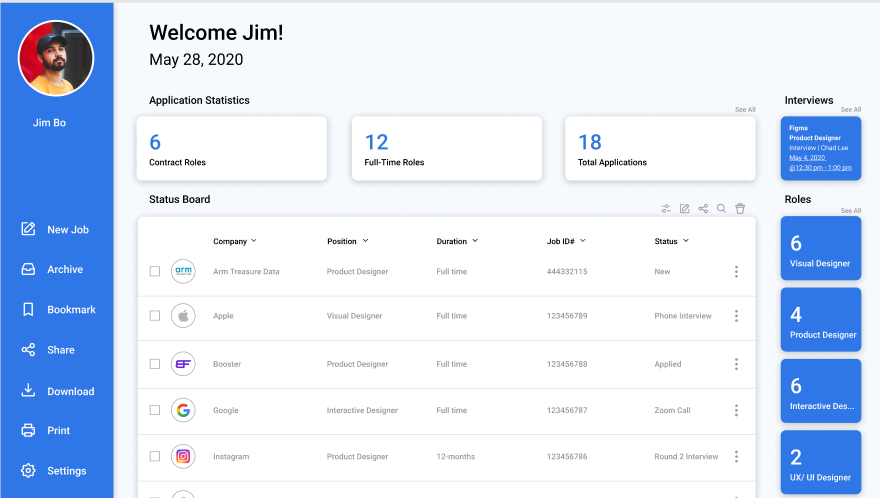 Jim Bo
New Job
Archive
Bookmark
Share
Download
Print
Settings
Welcome Jim!
May 28, 2020
Application Statistics
See All
6
Contract Roles
12
Full-Time Roles
18
Total Applications
Status Board
Company Position Duration Job ID# Status
arm Arm Treasure Data Product Designer Full time 444332115 New
Apple Visual Designer Full time 123456789 Phone Interview
BF Booster Product Designer Full time 123456788 Applied
G Google Interactive Designer Full time 123456787 Zoom Call
Instagram Product Designer 12-months 123456786 Round 2 Interview
Interviews
See All
Figma
Product Designer
Interview | Chad Lee
May 4, 2020
@12:30 pm - 1:00 pm
Roles
See All
6
Visual Designer
4
Product Designer
6
Interactive Des...
2
UX/ UI Designer